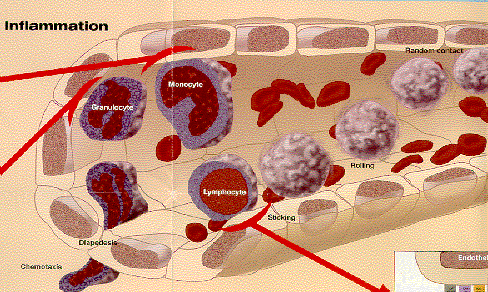 Inflammation
Random contact
Monocyte
Granulocyte
Rolling
Lymphocyte
Sticking
Diapedesis
Chemotaxis